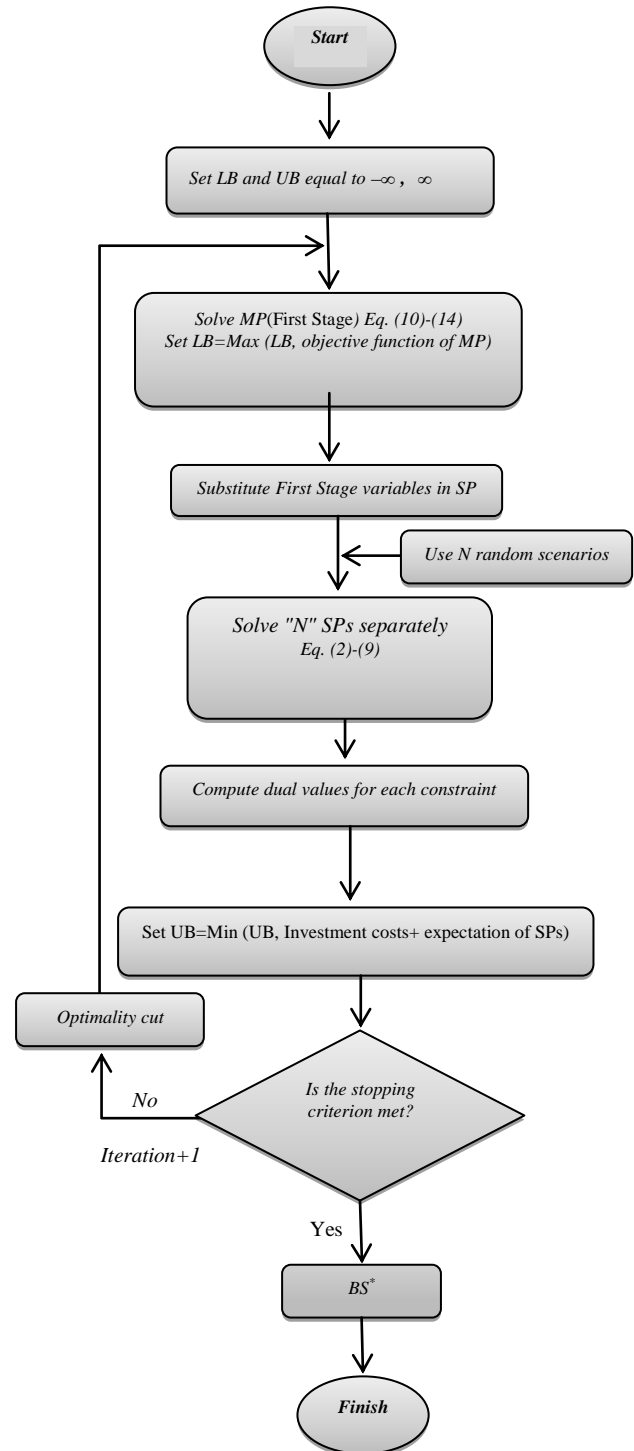 Start
Set LB and UB equal to −∞ , ∞
Solve MP(First Stage) Eq. (10)-(14)
Set LB=Max (LB, objective function of MP)
Substitute First Stage variables in SP
Use N random scenarios
Solve "N" SPs separately
Eq. (2)-(9)
Compute dual values for each constraint
Set UB=Min (UB, Investment costs+ expectation of SPs)
Optimality cut
Is the stopping
criterion met?
No
Iteration+1
Yes
BS*
Finish